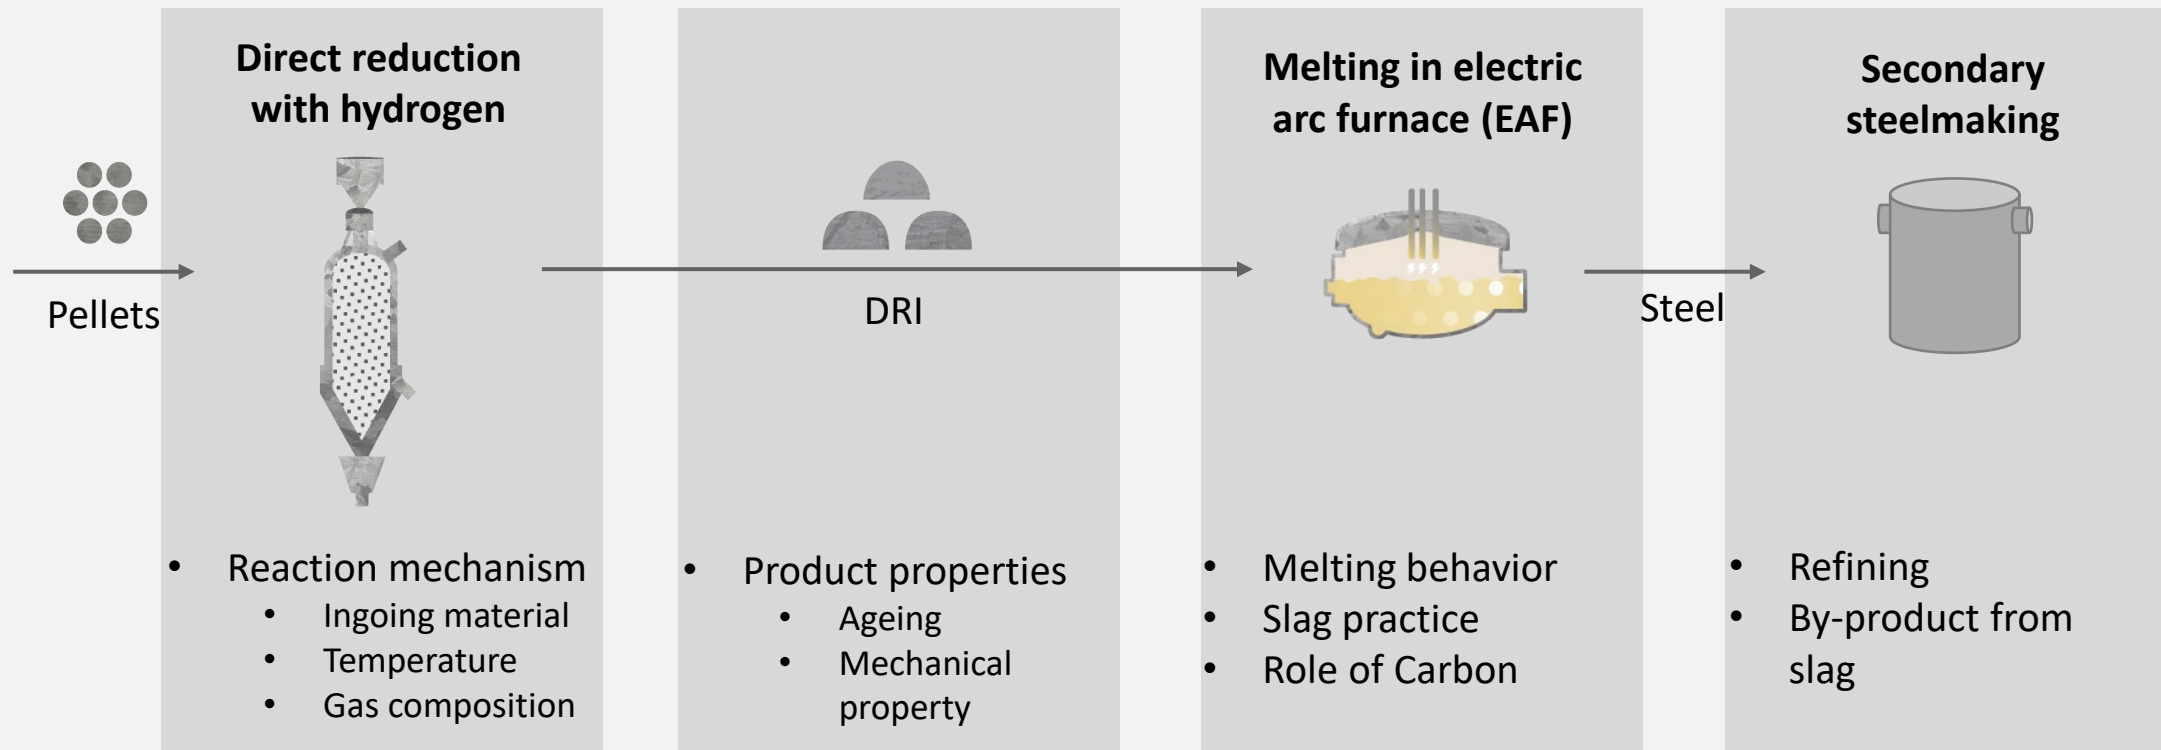 Direct reduction
with hydrogen
Melting in electric
arc furnace (EAF)
Secondary
steelmaking
Pellets
DRI
Steel
• Reaction mechanism
• Ingoing material
• Temperature
• Gas composition
• Product properties
• Ageing
• Mechanical
property
• Melting behavior
• Slag practice
• Role of Carbon
• Refining
• By-product from
slag